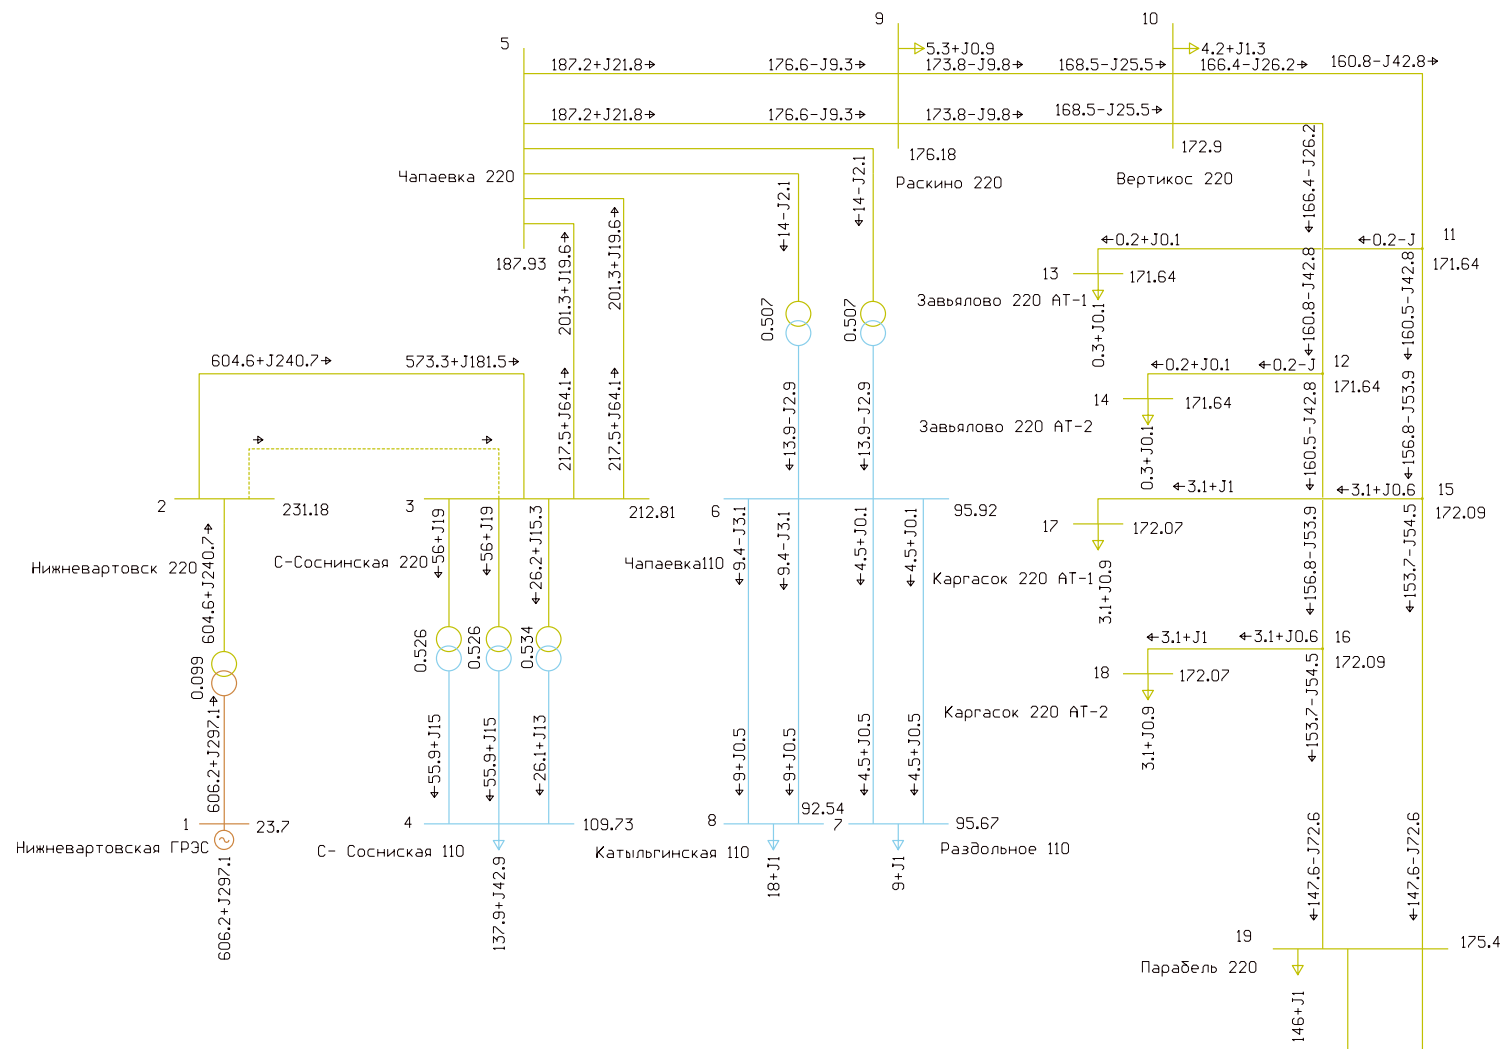 9
10
5
5.3+J0.9
4.2+J1.3
187.2+J21.8
176.6-J9.3
173.8-J9.8
168.5-J25.5
166.4-J26.2
160.8-J42.8
187.2+J21.8
176.6-J9.3
173.8-J9.8
168.5-J25.5
176.18
172.9
Чапаевка 220
Раскино 220
Вертикос 220
14-J2.1
14-J2.1
166.4-J26.2
187.93
201.3+J19.6
201.3+J19.6
0.2+J0.1
0.2-J
11
171.64
13
171.64
Завьялово 220 АТ-1
0.3+J0.1
160.8-J42.8
160.5-J42.8
0.507
0.507
604.6+J240.7
573.3+J181.5
217.5+J64.1
217.5+J64.1
0.2+J0.1
0.2-J
12
171.64
14
171.64
Завьялово 220 АТ-2
0.3+J0.1
13.9-J2.9
13.9-J2.9
160.5-J42.8
156.8-J53.9
2
231.18
3
212.81
6
95.92
3.1+J1
3.1+J0.6
15
172.09
17
172.07
Нижневартовск 220
С-Соснинская 220
Чапаевка110
Каргасок 220 АТ-1
3.1+J0.9
604.6+J240.7
56+J19
56+J19
26.2+J15.3
9.4-J3.1
9.4-J3.1
4.5+J0.1
4.5+J0.1
156.8-J53.9
153.7-J54.5
0.099
0.526
0.526
0.534
3.1+J1
3.1+J0.6
16
172.09
18
172.07
Каргасок 220 АТ-2
3.1+J0.9
153.7-J54.5
606.2+J297.1
55.9+J15
55.9+J15
26.1+J13
9+J0.5
9+J0.5
4.5+J0.5
4.5+J0.5
147.6-J72.6
147.6-J72.6
1
23.7
4
109.73
8
92.54
7
95.67
Нижневартовская ГРЭС
С- Сосниская 110
Катыльгинская 110
Раздольное 110
606.2+J297.1
137.9+J42.9
18+J1
9+J1
19
175.4
Парабель 220
146+J1